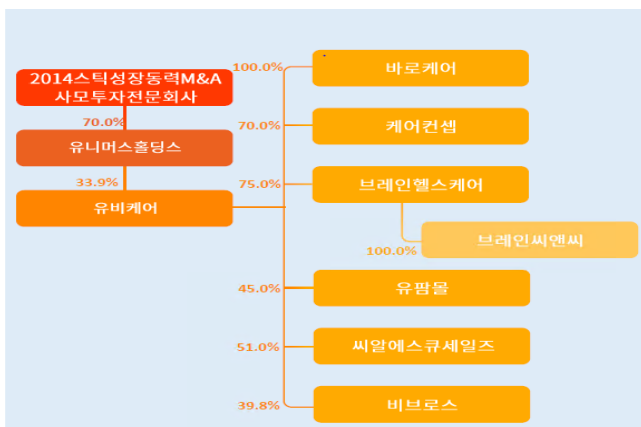 100.0%
바로케어
2014스틱성장동력M&A
사모투자전문회사
70.0%
유니머스홀딩스
33.9%
유비케어
70.0%
케어컨셉
75.0%
브레인헬스케어
100.0%
브레인씨앤씨
45.0%
유팜몰
51.0%
씨알에스큐세일즈
39.8%
비브로스